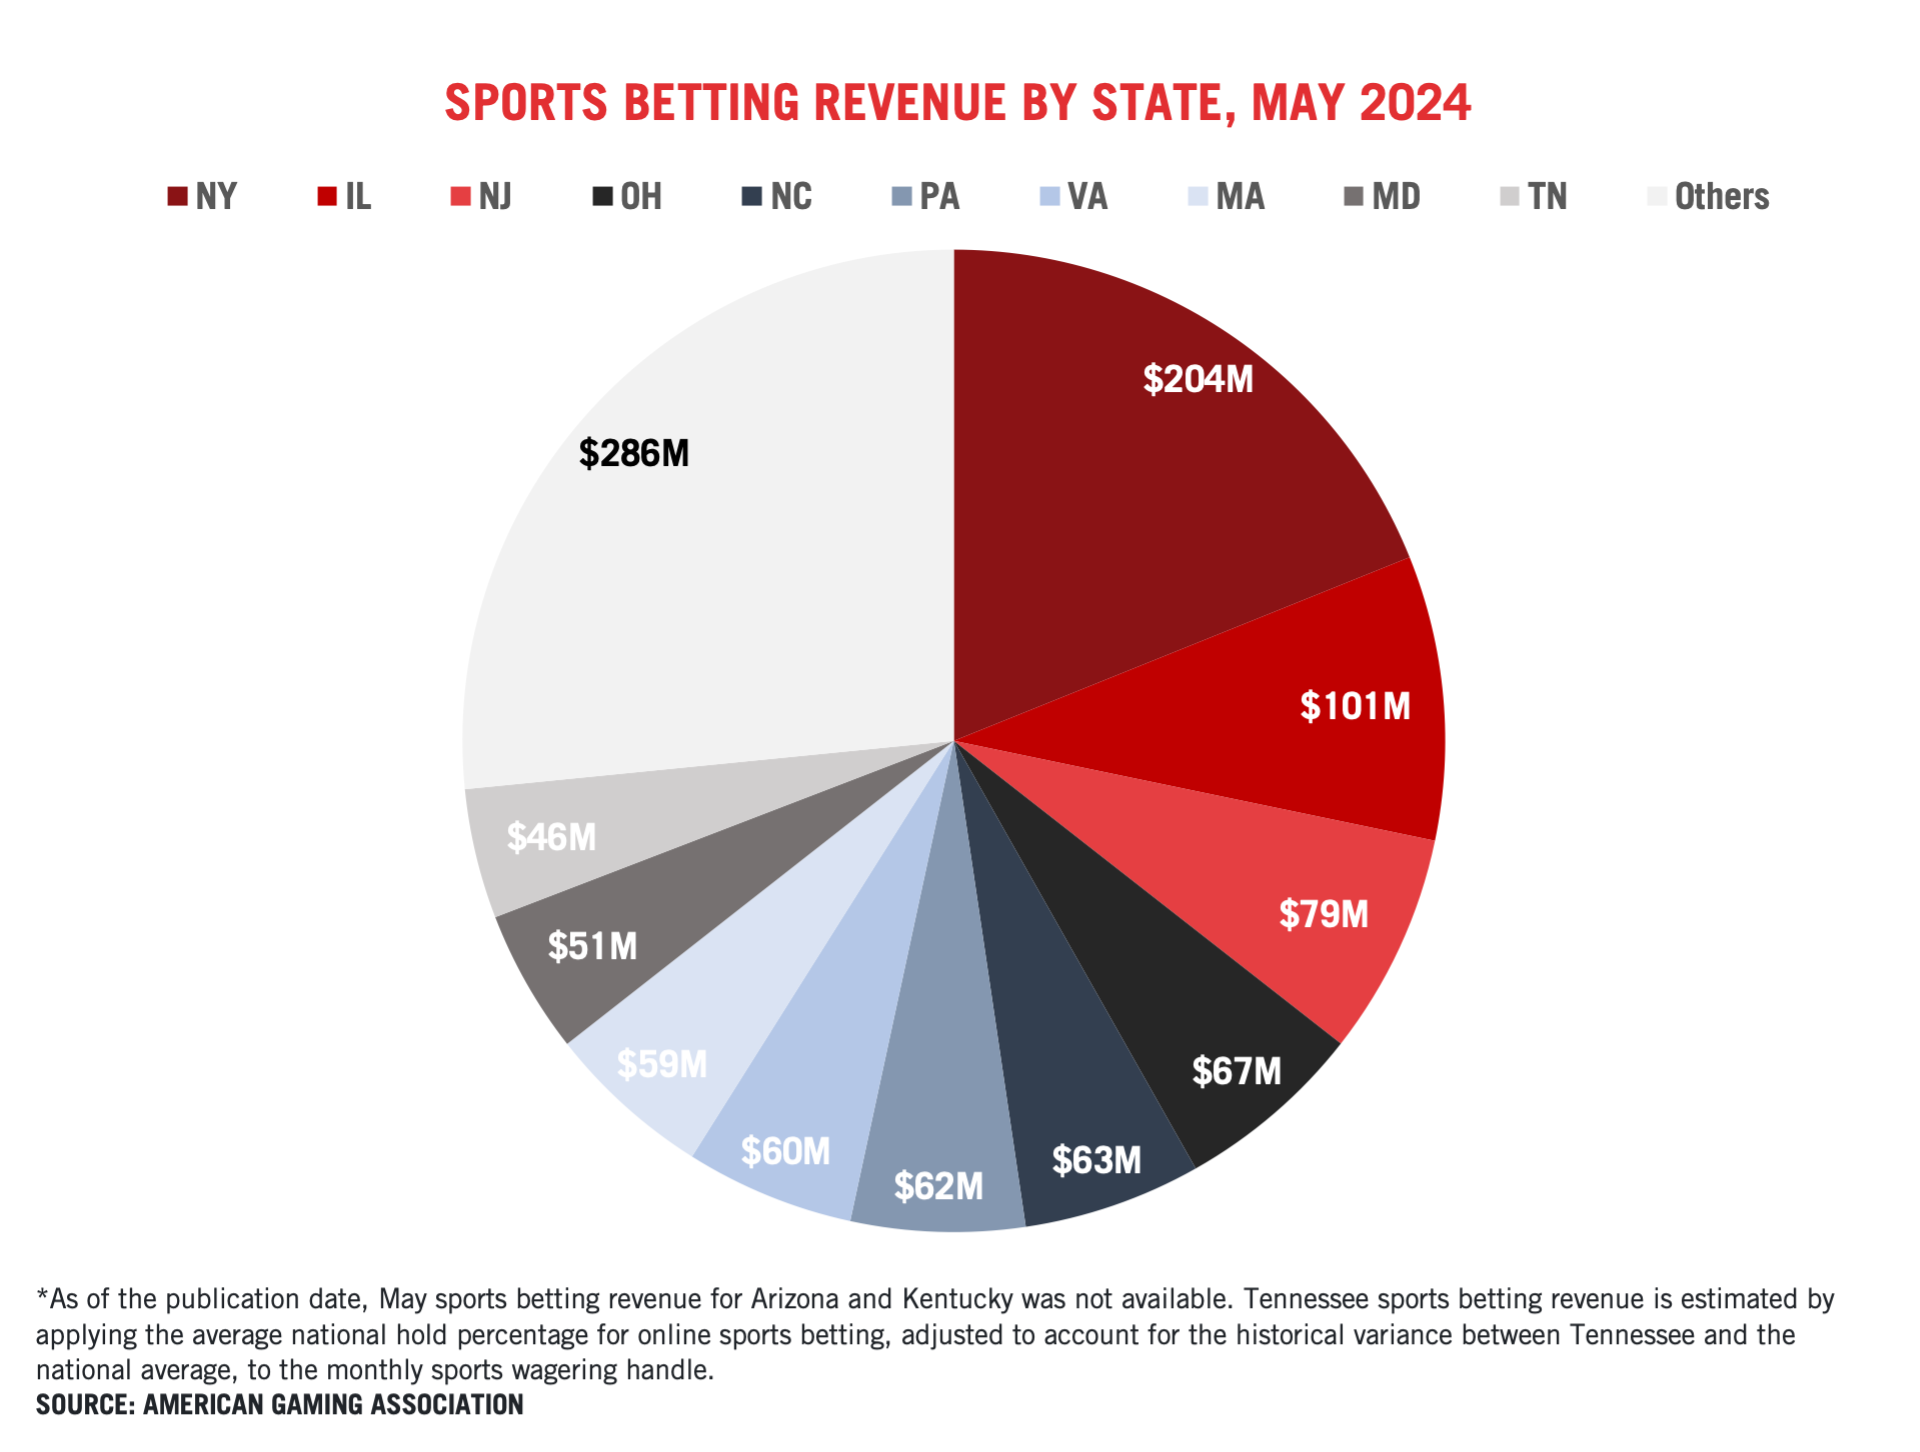 SPORTS BETTING REVENUE BY STATE, MAY 2024
NY IL NJ OH NC PA VA MA MD TN Others
$204M
$286M
$101M
$46M
$79M
$51M
$59M
$67M
$60M
$63M
$62M
*As of the publication date, May sports betting revenue for Arizona and Kentucky was not available. Tennessee sports betting revenue is estimated by
applying the average national hold percentage for online sports betting, adjusted to account for the historical variance between Tennessee and the
national average, to the monthly sports wagering handle.
SOURCE: AMERICAN GAMING ASSOCIATION